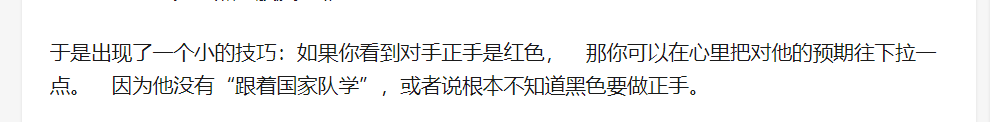 于是出现了一个小的技巧：如果你看到对手正手是红色， 那你可以在心里把对他的预期往下拉一
点。 因为他没有“跟着国家队学”，或者说根本不知道黑色要做正手。